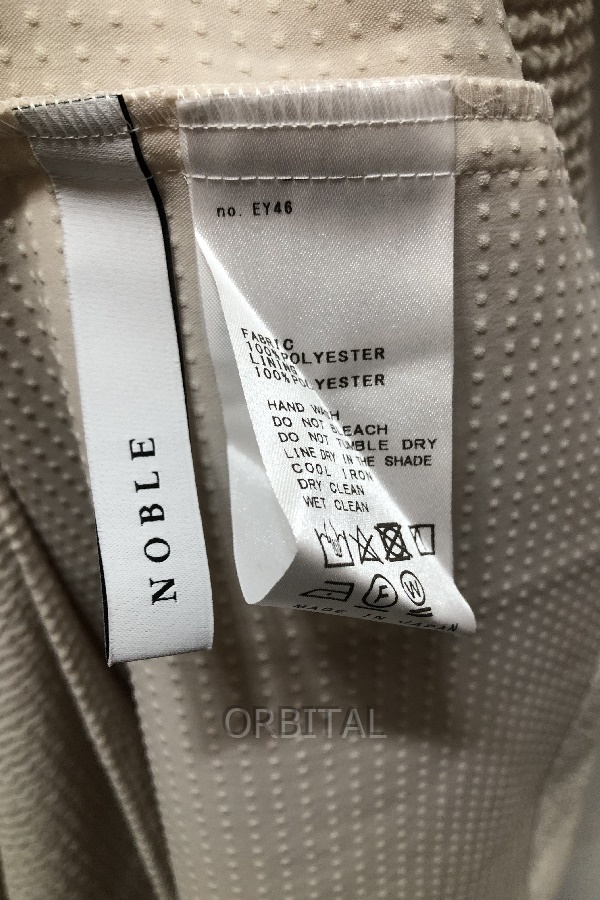 no. EY46
FABRIC
100%POLYESTER
LINING
100%POLYESTER
HAND WASH
DO NOT BLEACH
DO NOT TUMBLE DRY
LINE DRY IN THE SHADE
COOL IRON
DRY CLEAN
WET CLEAN
F W
MADE IN JAPAN
NOBLE
ORBITAL